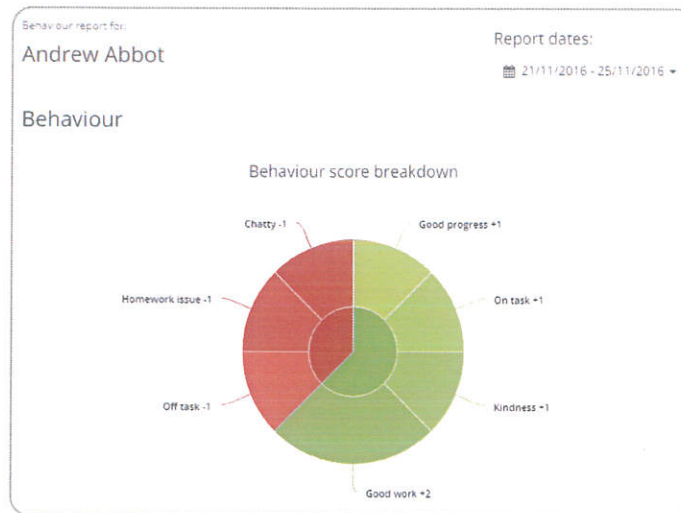 Behaviour report for:
Andrew Abbot
Report dates:
21/11/2016 - 25/11/2016
Behaviour
Behaviour score breakdown
Chatty -1
Good progress +1
Homework issue -1
On task +1
Off task -1
Kindness +1
Good work +2